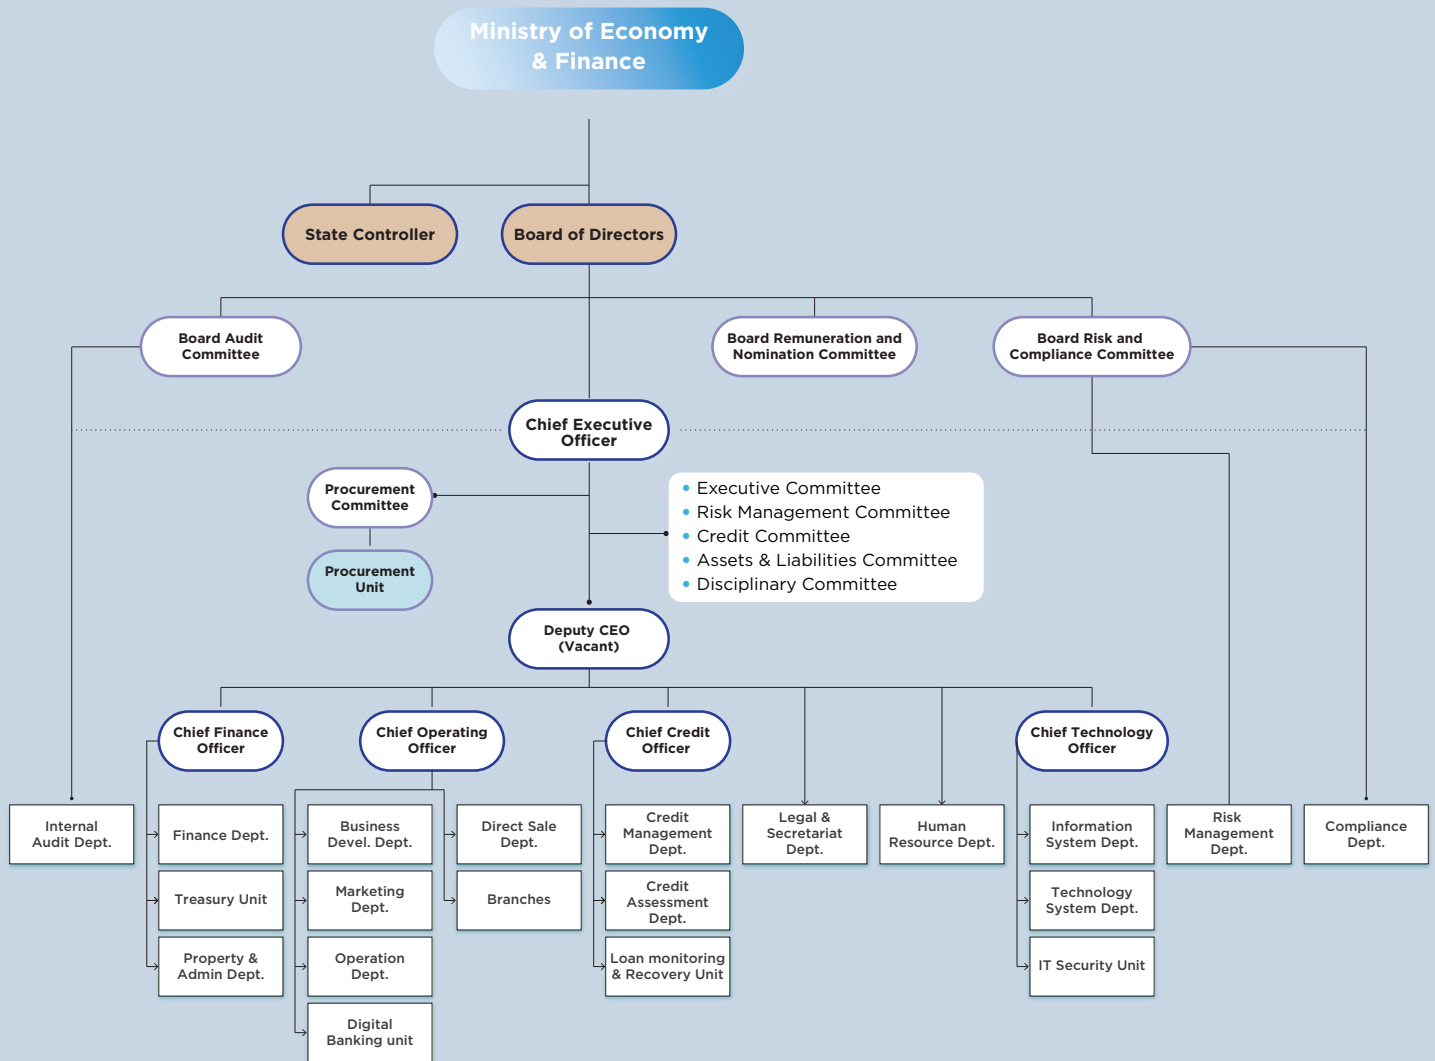 Ministry of Economy
& Finance
State Controller
Board of Directors
Board Audit
Committee
Board Remuneration and
Nomination Committee
Board Risk and
Compliance Committee
Chief Executive
Officer
Procurement
Committee
Procurement
Unit
Executive Committee
Risk Management Committee
Credit Committee
Assets & Liabilities Committee
Disciplinary Committee
Deputy CEO
(Vacant)
Chief Finance
Officer
Chief Operating
Officer
Chief Credit
Officer
Chief Technology
Officer
Internal
Audit Dept.
Finance Dept.
Treasury Unit
Property &
Admin Dept.
Business
Devel. Dept.
Marketing
Dept.
Operation
Dept.
Digital
Banking unit
Direct Sale
Dept.
Branches
Credit
Management
Dept.
Credit
Assessment
Dept.
Loan monitoring
& Recovery Unit
Legal &
Secretariat
Dept.
Human
Resource Dept.
Information
System Dept.
Technology
System Dept.
IT Security Unit
Risk
Management
Dept.
Compliance
Dept.